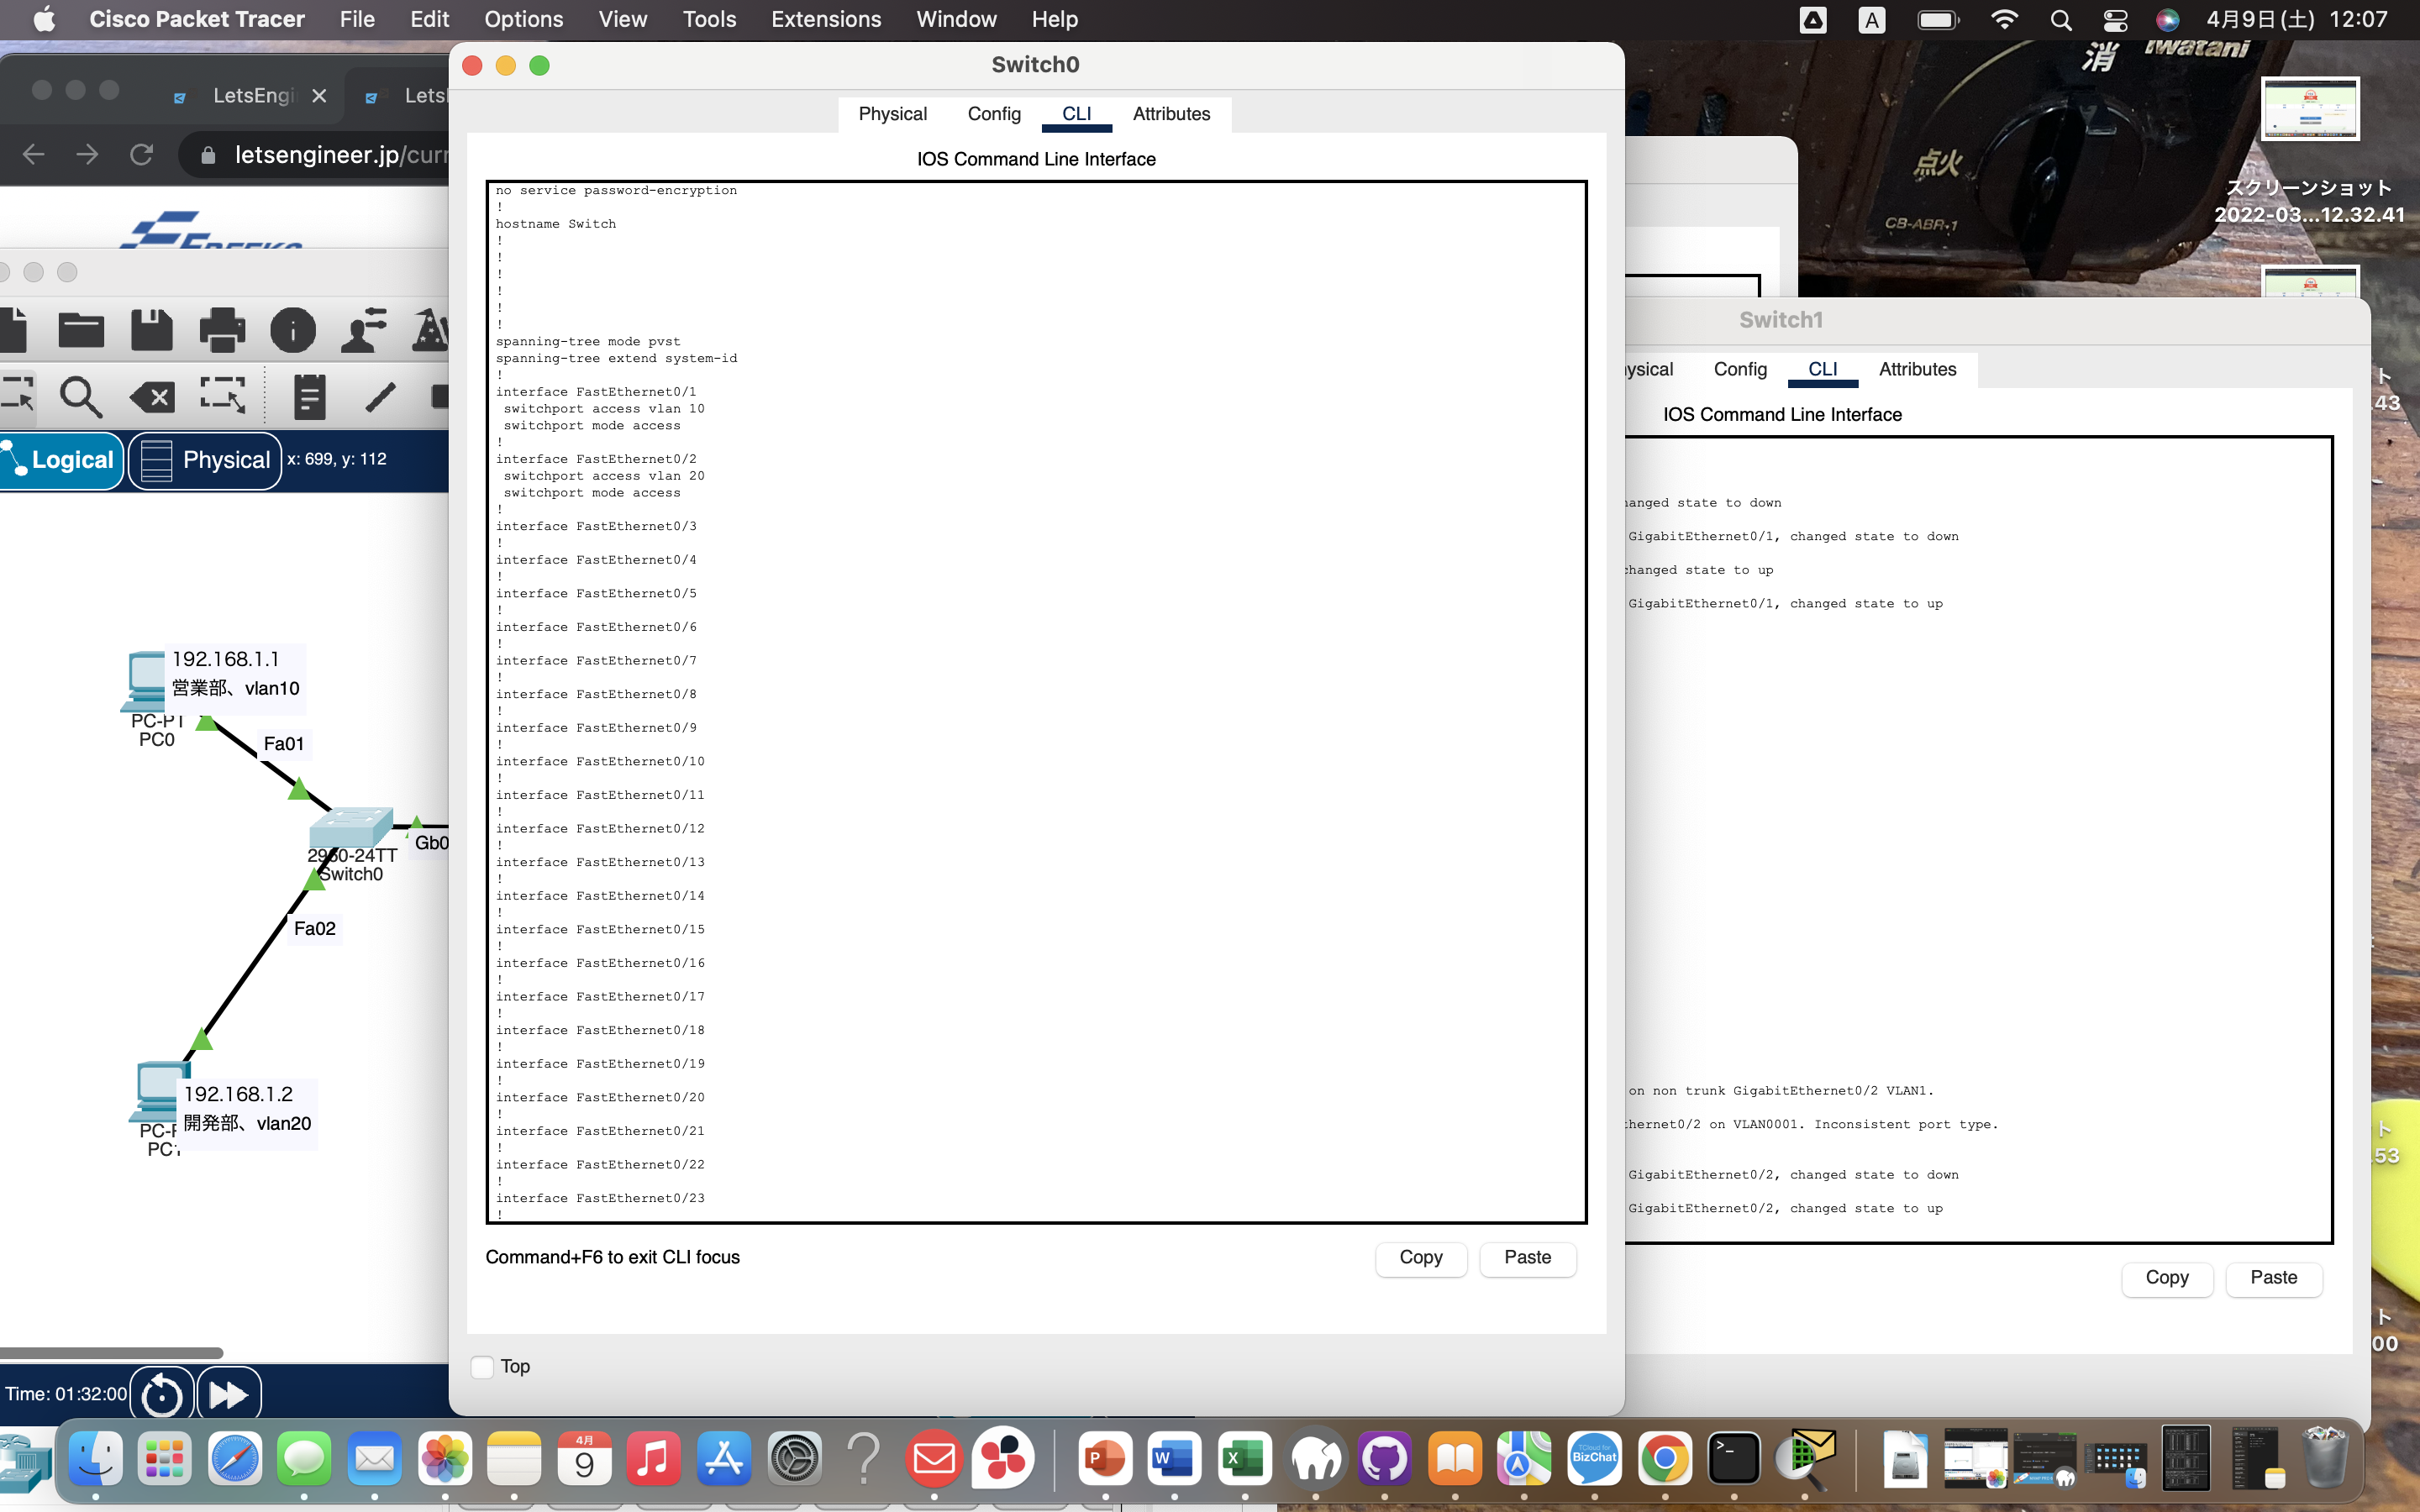 Cisco Packet Tracer File Edit Options View Tools Extensions Window Help
A
4月9日(土) 12:07
LetsEngi
Lets
letsengineer.jp/curr
Logical
Physical
x: 699, y: 112
192.168.1.1
営業部、vlan10
PC-PT
PC0
Fa01
2960-24TT
Switch0
Gb0
Fa02
192.168.1.2
開発部、vlan20
Time: 01:32:00
Switch0
Physical Config CLI Attributes
IOS Command Line Interface
no service password-encryption
!
hostname Switch
!
!
!
!
!
!
spanning-tree mode pvst
spanning-tree extend system-id
!
interface FastEthernet0/1
switchport access vlan 10
switchport mode access
!
interface FastEthernet0/2
switchport access vlan 20
switchport mode access
!
interface FastEthernet0/3
!
interface FastEthernet0/4
!
interface FastEthernet0/5
!
interface FastEthernet0/6
!
interface FastEthernet0/7
!
interface FastEthernet0/8
!
interface FastEthernet0/9
!
interface FastEthernet0/10
!
interface FastEthernet0/11
!
interface FastEthernet0/12
!
interface FastEthernet0/13
!
interface FastEthernet0/14
!
interface FastEthernet0/15
!
interface FastEthernet0/16
!
interface FastEthernet0/17
!
interface FastEthernet0/18
!
interface FastEthernet0/19
!
interface FastEthernet0/20
!
interface FastEthernet0/21
!
interface FastEthernet0/22
!
interface FastEthernet0/23
!
Command+F6 to exit CLI focus
Copy
Paste
Top
Switch1
ysical Config CLI Attributes
IOS Command Line Interface
hanged state to down
GigabitEthernet0/1, changed state to down
changed state to up
GigabitEthernet0/1, changed state to up
on non trunk GigabitEthernet0/2 VLAN1.
hernet0/2 on VLAN0001. Inconsistent port type.
GigabitEthernet0/2, changed state to down
GigabitEthernet0/2, changed state to up
Copy
Paste
Iwatani
消
点火
CB-ABR-1
スクリーンショット
2022-03...12.32.41
ト
.43
ト
.53
ト
00
4月
9
P
W
X
TCloud for
BizChat
>_